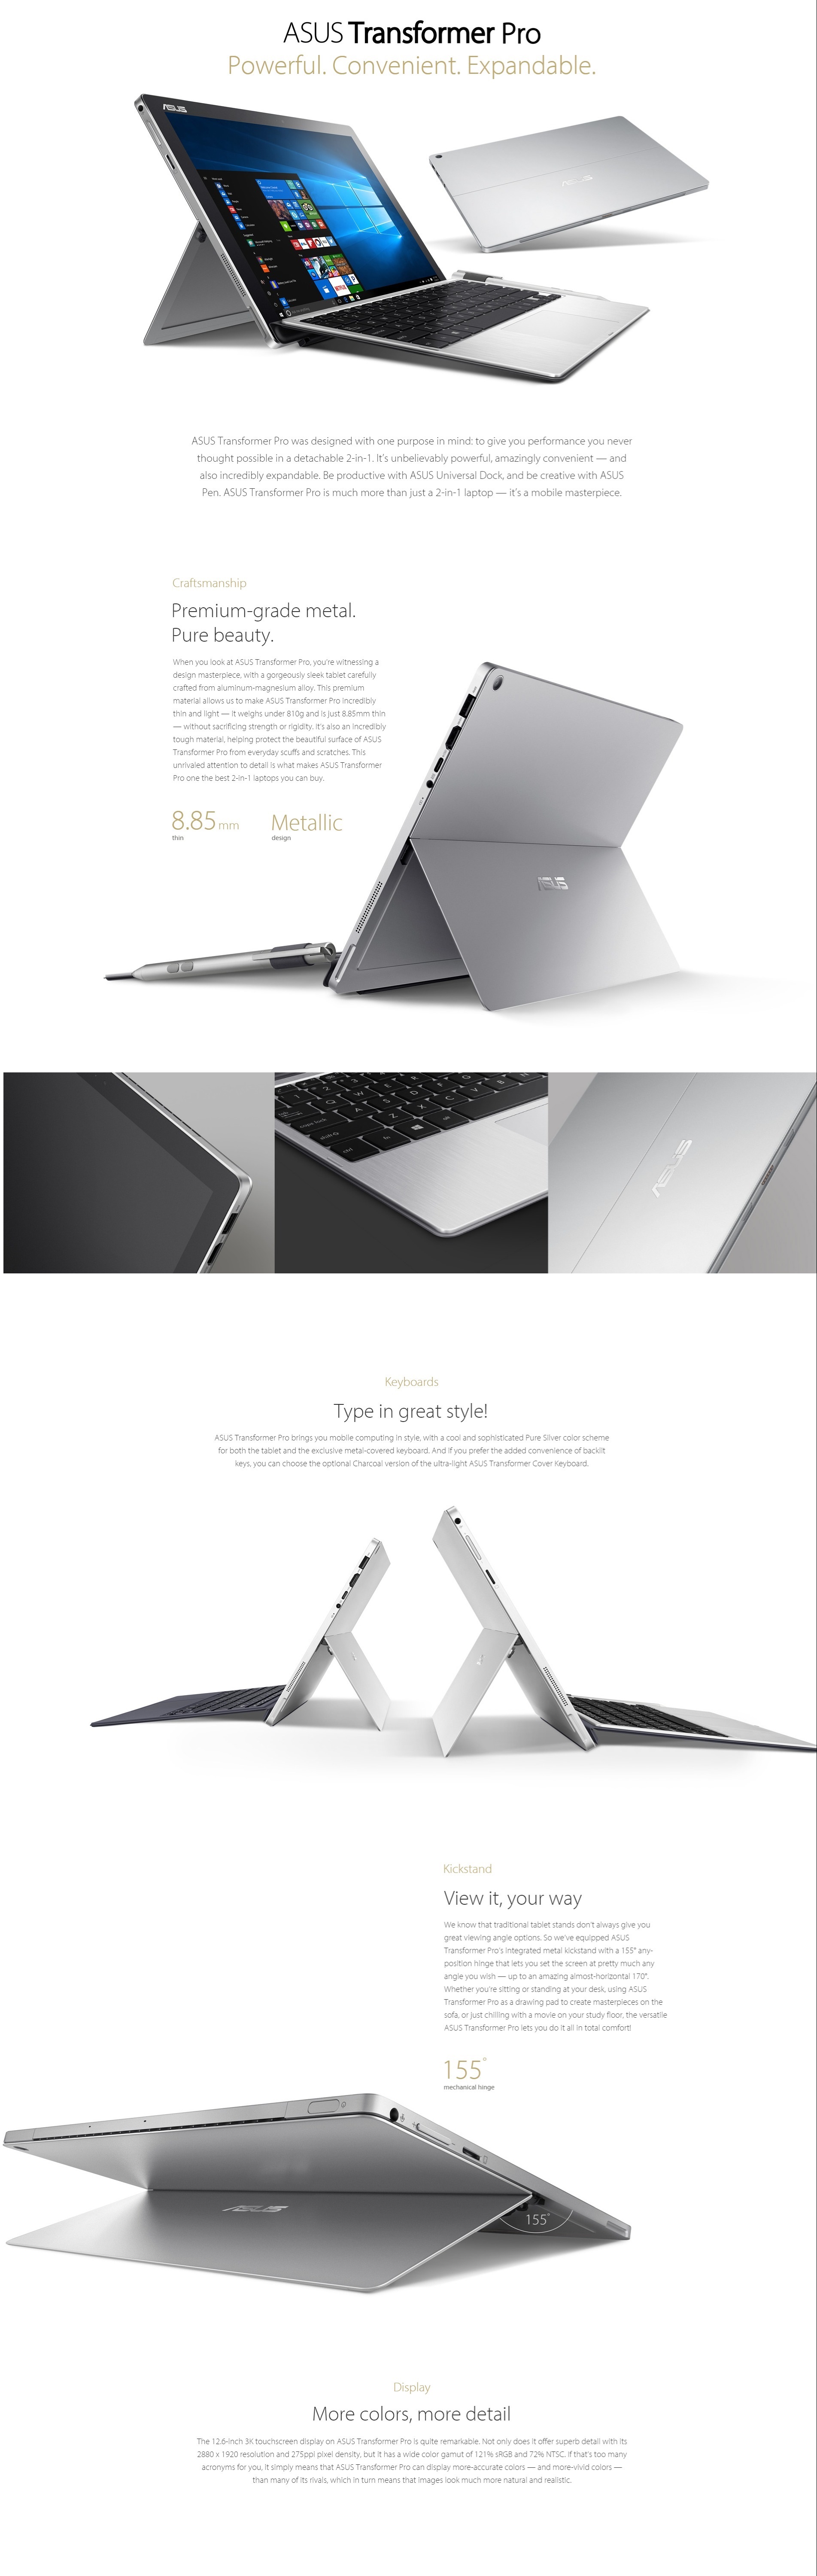 ASUS Transformer Pro
Powerful. Convenient. Expandable.
ASUS
ASUS
ASUS Transformer Pro was designed with one purpose in mind: to give you performance you never
thought possible in a detachable 2-in-1. It's unbelievably powerful, amazingly convenient — and
also incredibly expandable. Be productive with ASUS Universal Dock, and be creative with ASUS
Pen. ASUS Transformer Pro is much more than just a 2-in-1 laptop — it's a mobile masterpiece.
Craftsmanship
Premium-grade metal.
Pure beauty.
When you look at ASUS Transformer Pro, you're witnessing a
design masterpiece, with a gorgeously sleek tablet carefully
crafted from aluminum-magnesium alloy. This premium
material allows us to make ASUS Transformer Pro incredibly
thin and light — it weighs under 810g and is just 8.85mm thin
— without sacrificing strength or rigidity. It's also an incredibly
tough material, helping protect the beautiful surface of ASUS
Transformer Pro from everyday scuffs and scratches. This
unrivaled attention to detail is what makes ASUS Transformer
Pro one the best 2-in-1 laptops you can buy.
8.85 mm
thin
Metallic
design
ASUS
ASUS
Keyboards
Type in great style!
ASUS Transformer Pro brings you mobile computing in style, with a cool and sophisticated Pure Silver color scheme
for both the tablet and the exclusive metal-covered keyboard. And if you prefer the added convenience of backlit
keys, you can choose the optional Charcoal version of the ultra-light ASUS Transformer Cover Keyboard.
Kickstand
View it, your way
We know that traditional tablet stands don't always give you
great viewing angle options. So we've equipped ASUS
Transformer Pro's integrated metal kickstand with a 155° any-
position hinge that lets you set the screen at pretty much any
angle you wish — up to an amazing almost-horizontal 170°.
Whether you're sitting or standing at your desk, using ASUS
Transformer Pro as a drawing pad to create masterpieces on the
sofa, or just chilling with a movie on your study floor, the versatile
ASUS Transformer Pro lets you do it all in total comfort!
155°
mechanical hinge
ASUS
155°
Display
More colors, more detail
The 12.6-inch 3K touchscreen display on ASUS Transformer Pro is quite remarkable. Not only does it offer superb detail with its
2880 x 1920 resolution and 275ppi pixel density, but it has a wide color gamut of 121% sRGB and 72% NTSC. If that's too many
acronyms for you, it simply means that ASUS Transformer Pro can display more-accurate colors — and more-vivid colors —
than many of its rivals, which in turn means that images look much more natural and realistic.